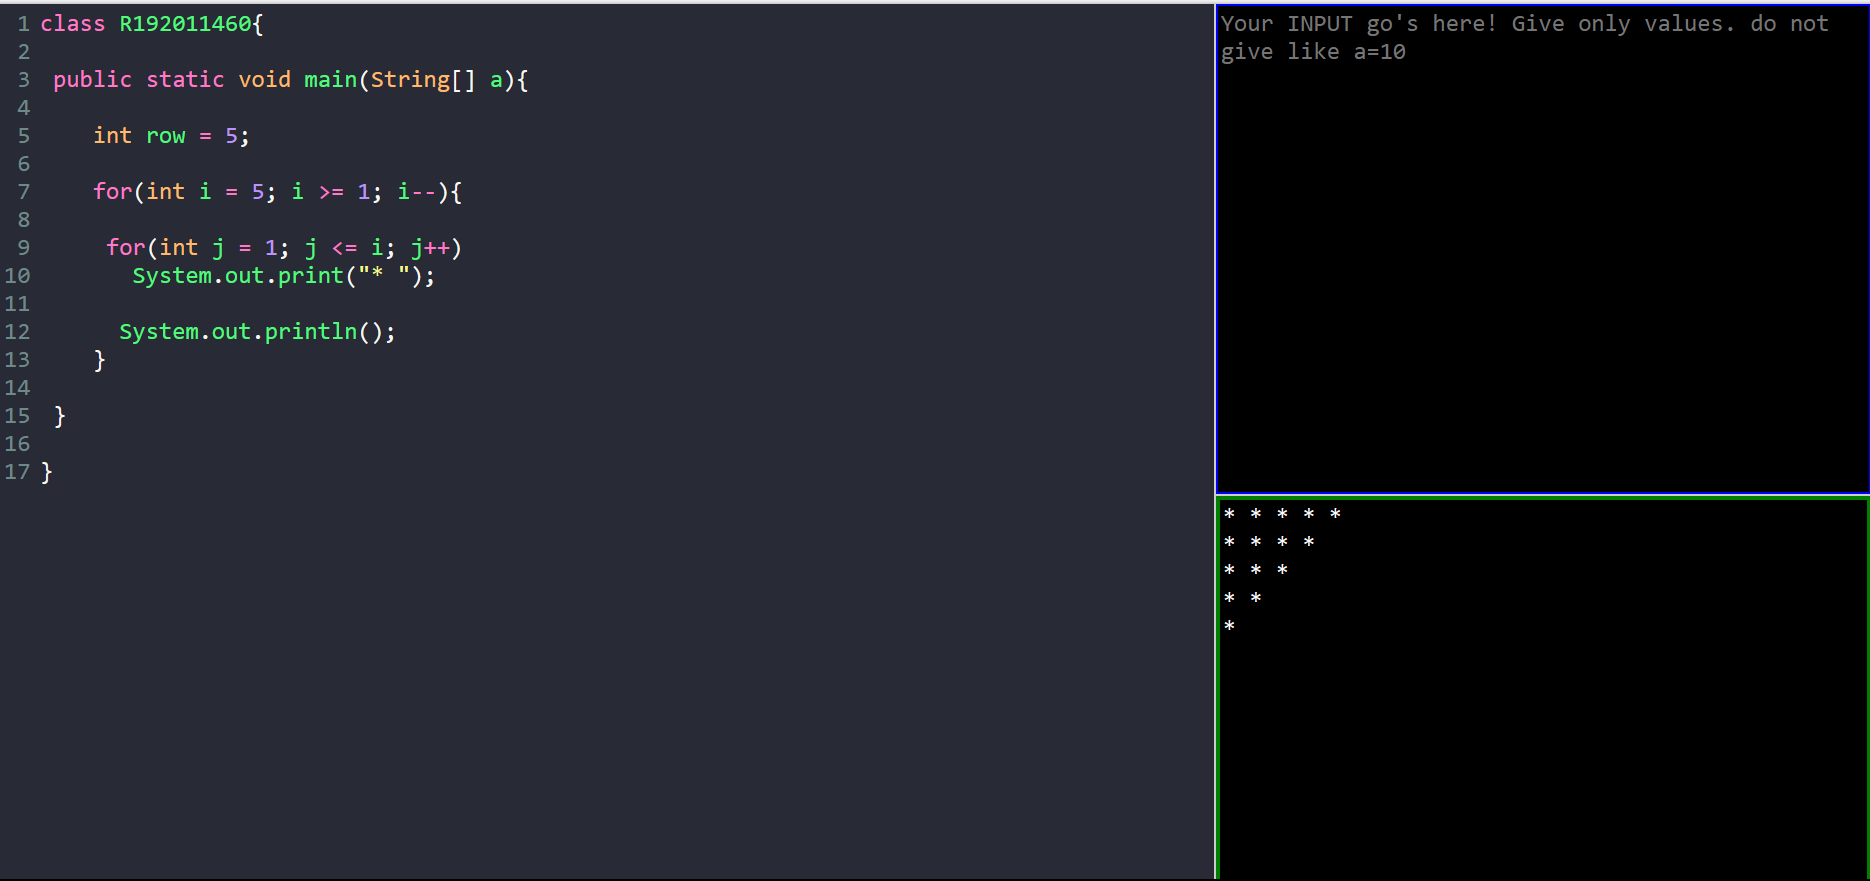 1 class R192011460{
2
3  public static void main(String[] a){
4
5     int row = 5;
6
7     for(int i = 5; i >= 1; i--){
8
9      for(int j = 1; j <= i; j++)
10        System.out.print("* ");
11
12       System.out.println();
13     }
14
15  }
16
17 }
Your INPUT go's here! Give only values. do not
give like a=10
* * * * *
* * * *
* * *
* *
*